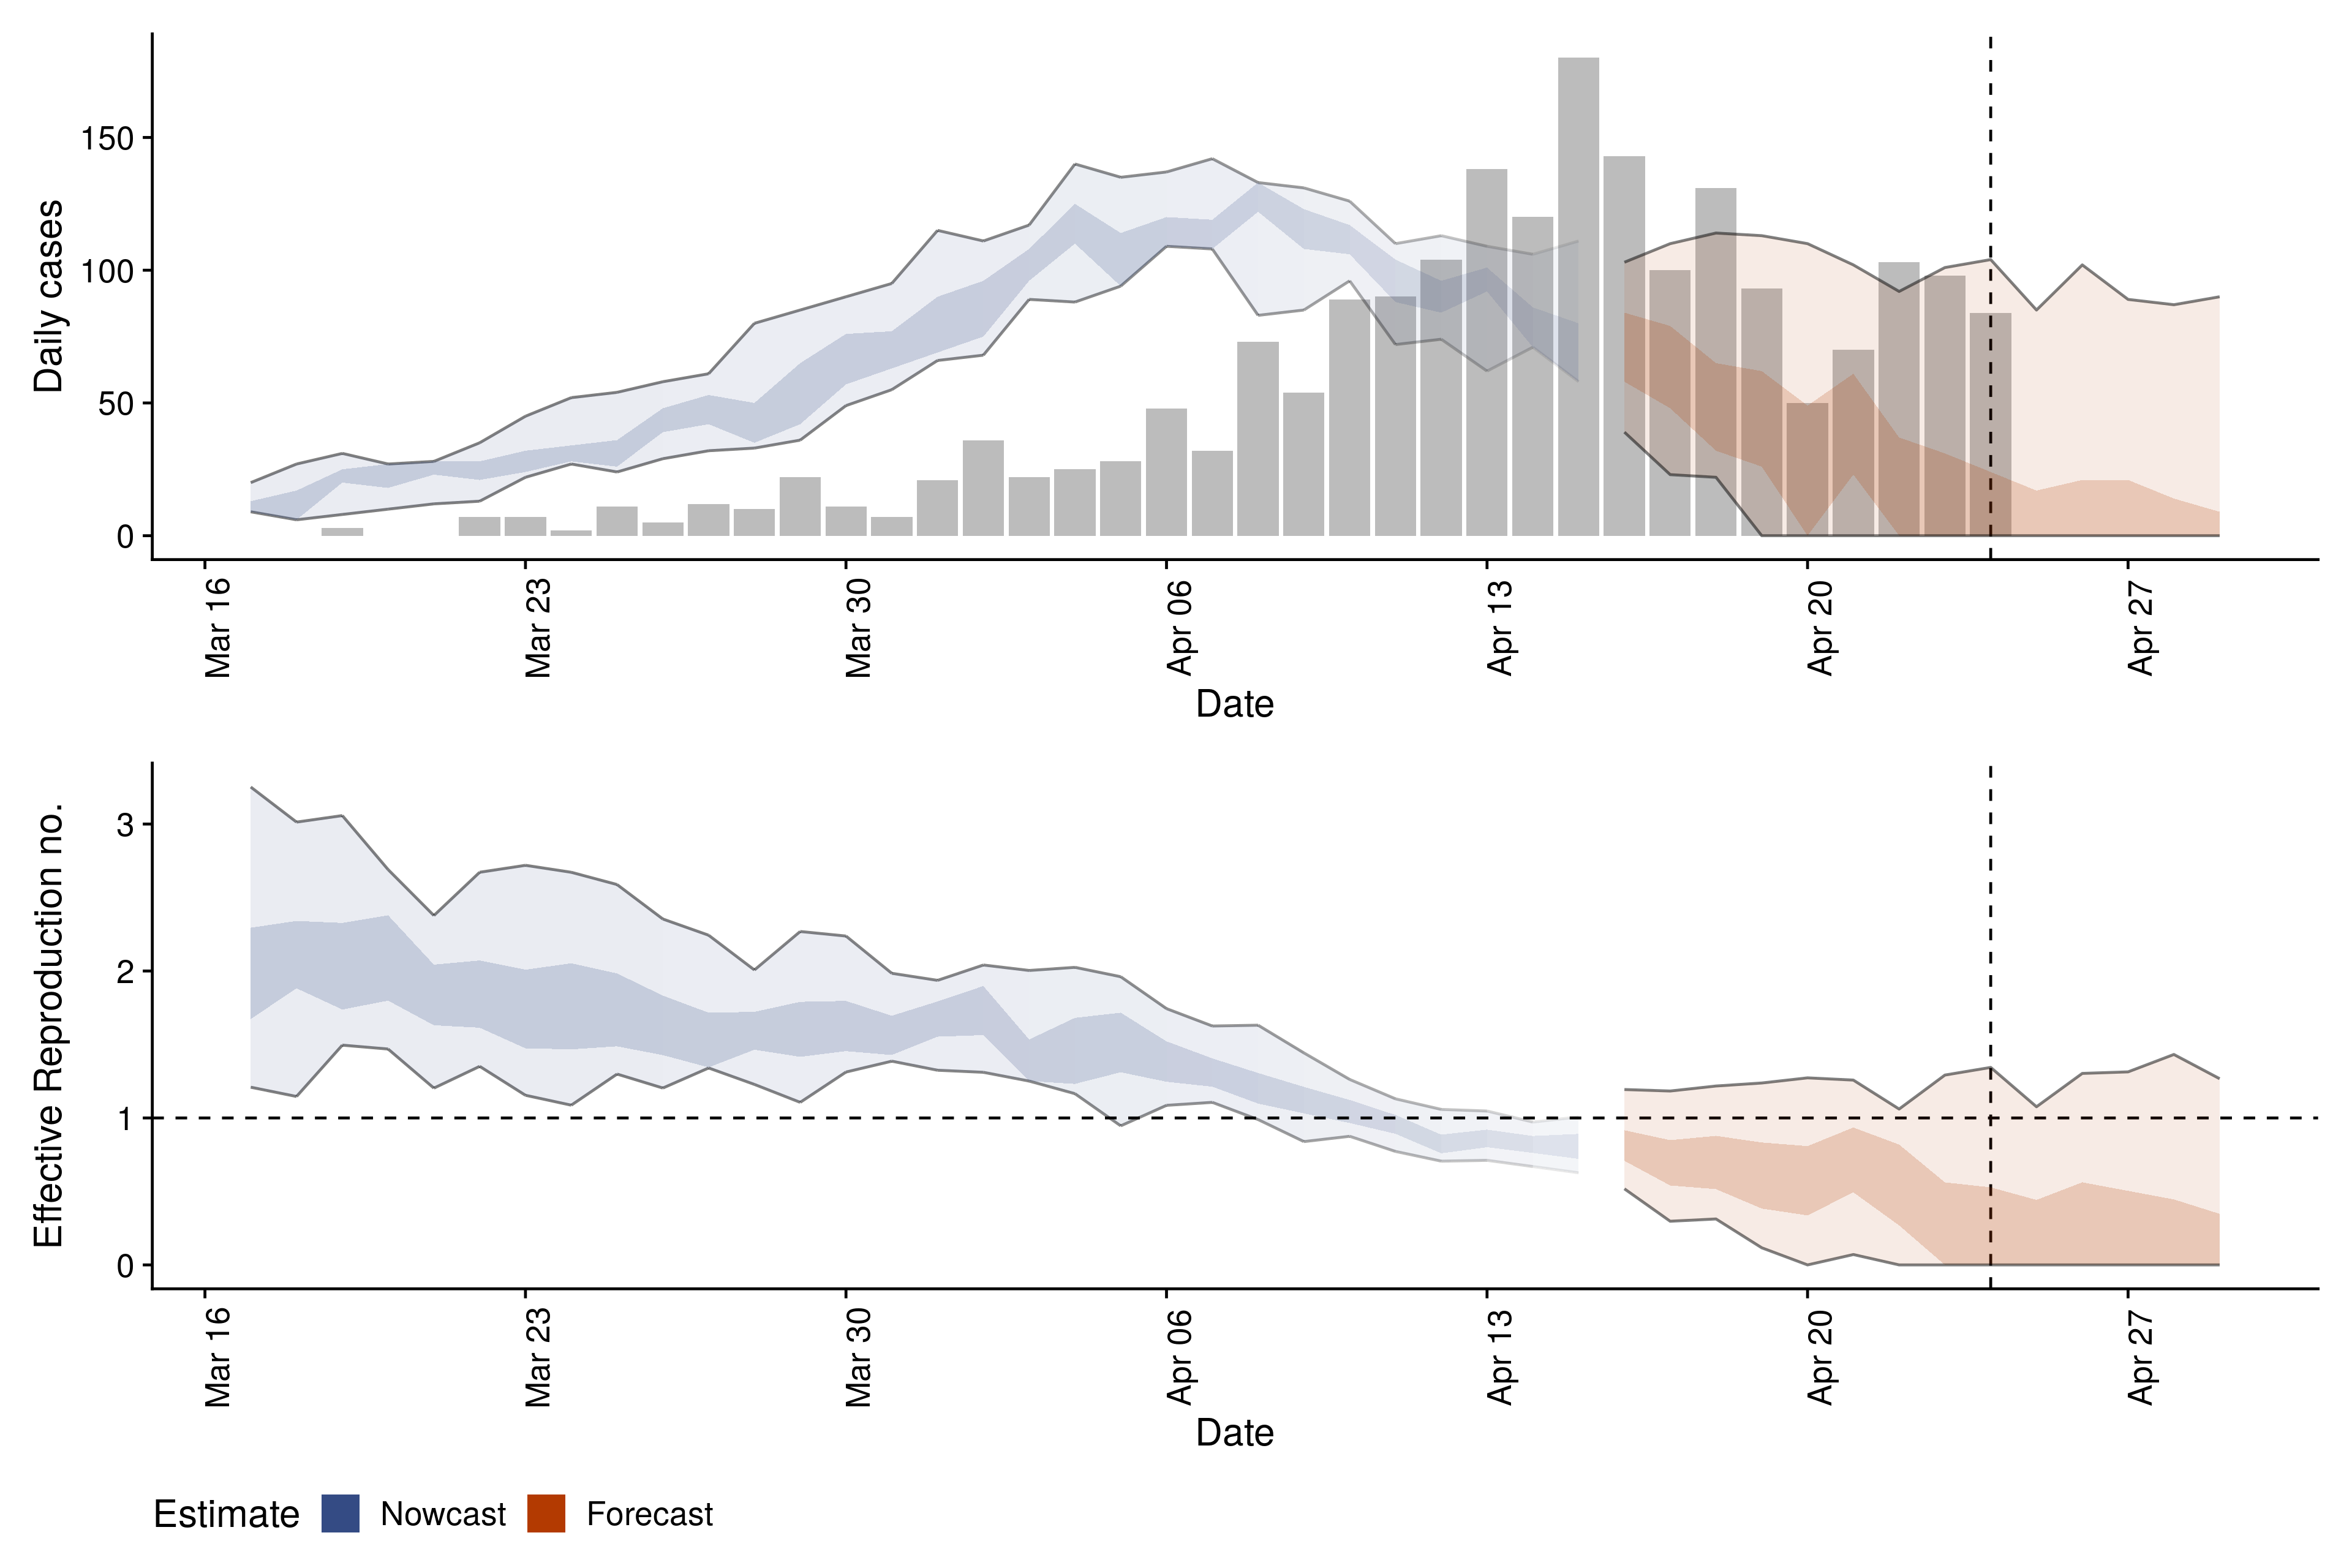 Daily cases
150
100
50
0
Mar 16
Mar 23
Mar 30
Apr 06
Apr 13
Apr 20
Apr 27
Date
Effective Reproduction no.
3
2
1
0
Mar 16
Mar 23
Mar 30
Apr 06
Apr 13
Apr 20
Apr 27
Date
Estimate Nowcast Forecast